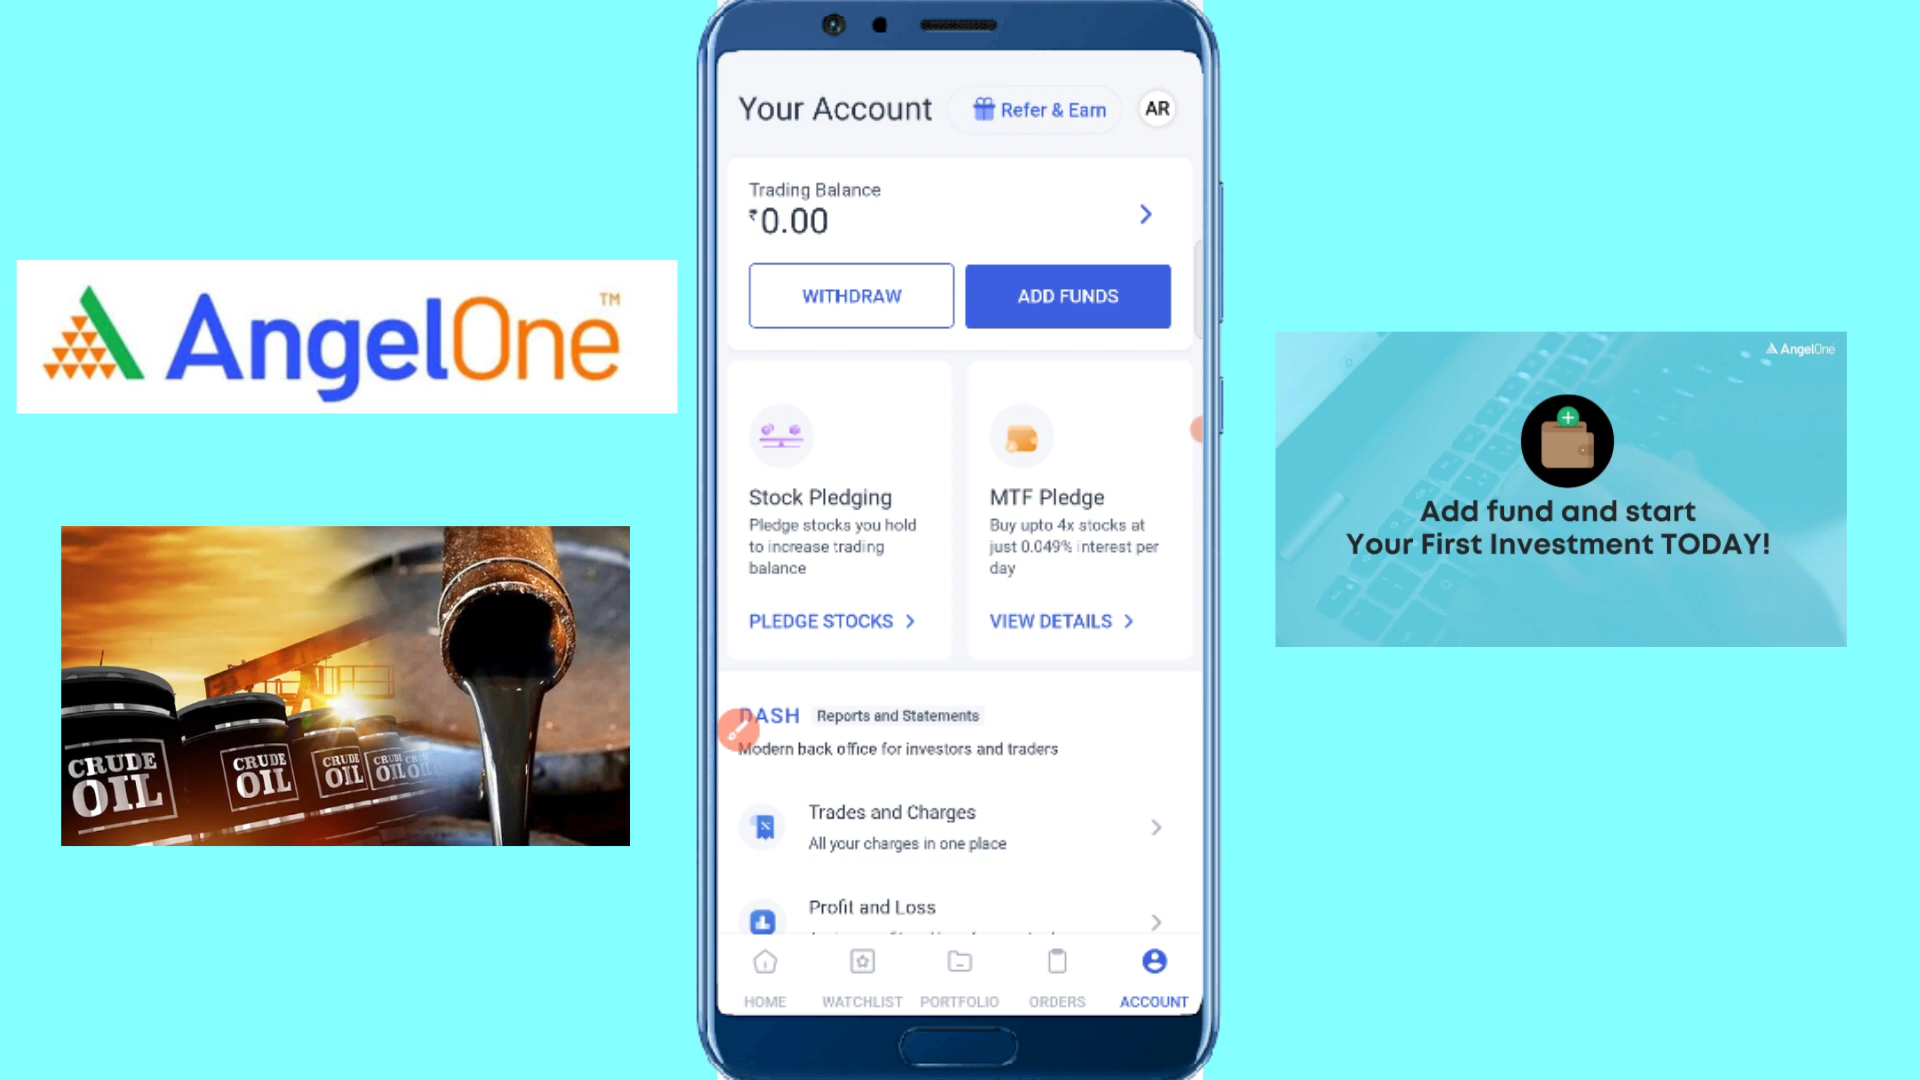 Your Account
Refer & Earn
AR
Trading Balance
₹0.00
WITHDRAW
ADD FUNDS
Stock Pledging
Pledge stocks you hold
to increase trading
balance
PLEDGE STOCKS
MTF Pledge
Buy upto 4x stocks at
just 0.049% interest per
day
VIEW DETAILS
DASH
Reports and Statements
Modern back office for investors and traders
Trades and Charges
All your charges in one place
Profit and Loss
HOME
WATCHLIST
PORTFOLIO
ORDERS
ACCOUNT
AngelOne™
CRUDE
OIL
CRUDE
OIL
CRUDE
OIL
CRUDE
OIL
AngelOne
Add fund and start
Your First Investment TODAY!